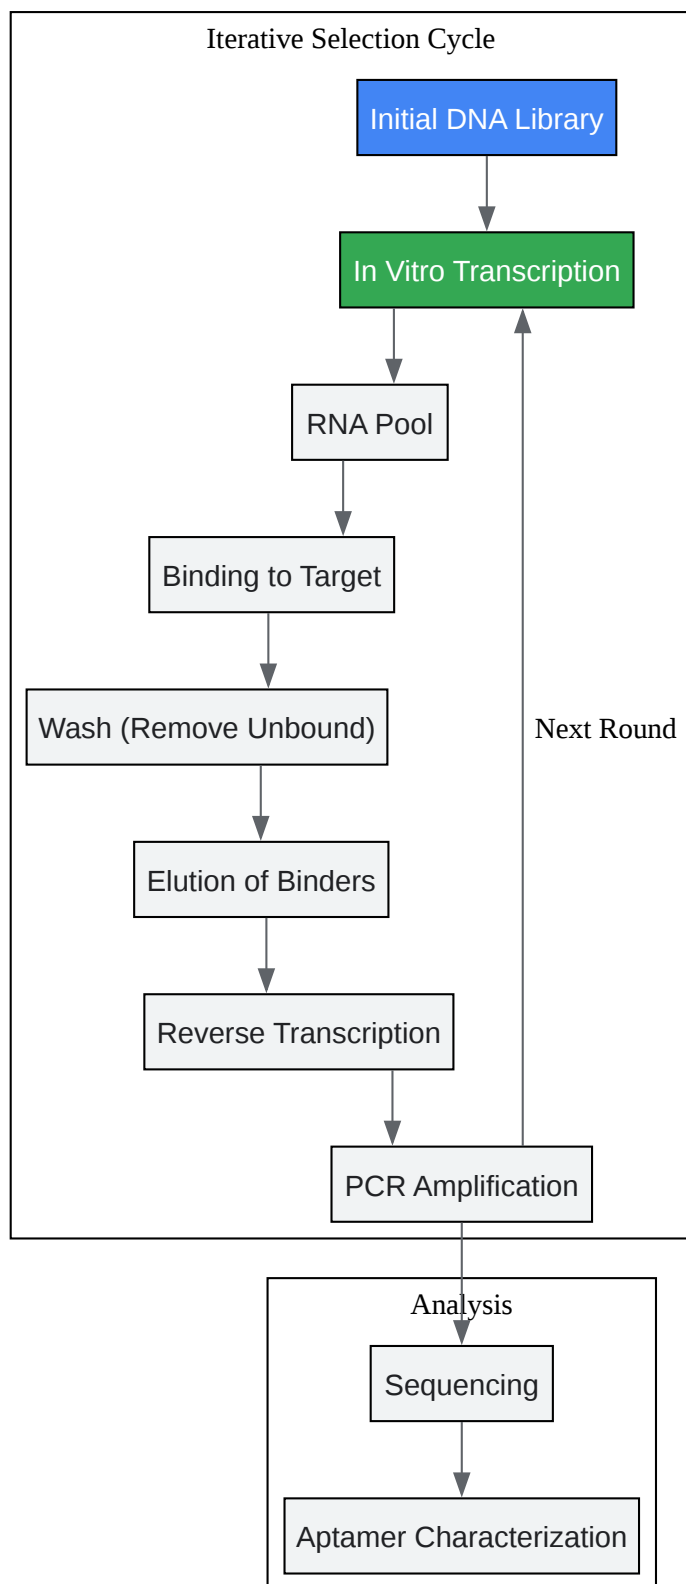 Iterative Selection Cycle
Initial DNA Library
In Vitro Transcription
RNA Pool
Binding to Target
Wash (Remove Unbound)
Next Round
Elution of Binders
Reverse Transcription
PCR Amplification
Analysis
Sequencing
Aptamer Characterization